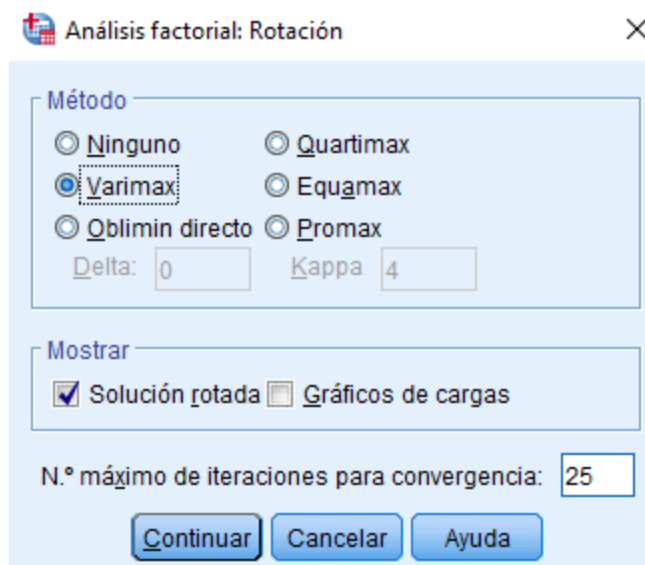 Análisis factorial: Rotación
Método
Ninguno Quartimax
Varimax Equamax
Oblimin directo Promax
Delta: 0 Kappa 4
Mostrar
Solución rotada Gráficos de cargas
N.º máximo de iteraciones para convergencia: 25
Continuar Cancelar Ayuda